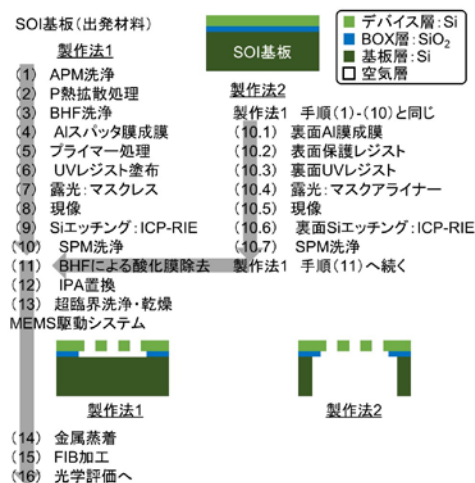 SOI基板(出発材料)
デバイス層:Si
BOX層:SiO₂
基板層:Si
空気層
SOI基板
製作法1
(1) APM洗浄
(2) P熱拡散処理
(3) BHF洗浄
(4) Alスパッタ膜成膜
(5) プライマー処理
(6) UVレジスト塗布
(7) 露光:マスクレス
(8) 現像
(9) Siエッチング:ICP-RIE
(10) SPM洗浄
(11) BHFによる酸化膜除去
(12) IPA置換
(13) 超臨界洗浄・乾燥
MEMS駆動システム
製作法2
製作法1 手順(1)-(10)と同じ
(10.1) 裏面Al膜成膜
(10.2) 表面保護レジスト
(10.3) 裏面UVレジスト
(10.4) 露光:マスクアライナー
(10.5) 現像
(10.6) 裏面Siエッチング:ICP-RIE
(10.7) SPM洗浄
製作法1 手順(11)へ続く
製作法1
製作法2
(14) 金属蒸着
(15) FIB加工
(16) 光学評価へ